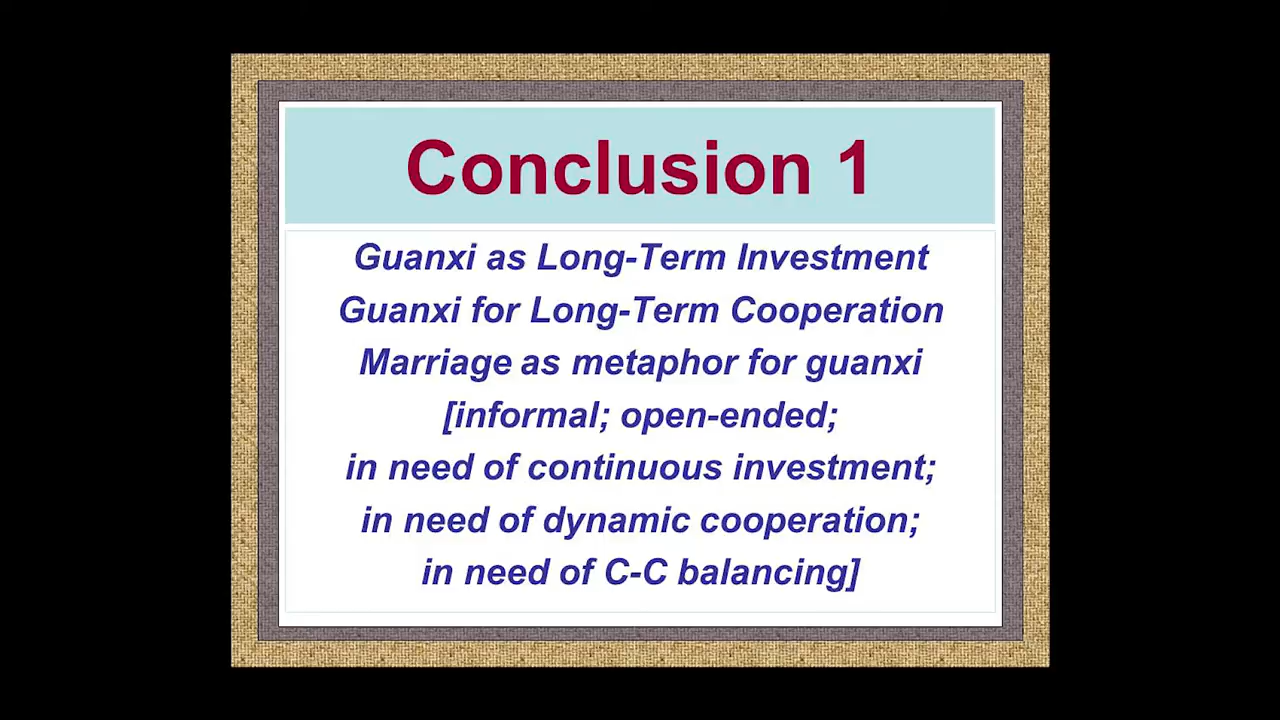 Conclusion 1
Guanxi as Long-Term Investment
Guanxi for Long-Term Cooperation
Marriage as metaphor for guanxi
[informal; open-ended;
in need of continuous investment;
in need of dynamic cooperation;
in need of C-C balancing]